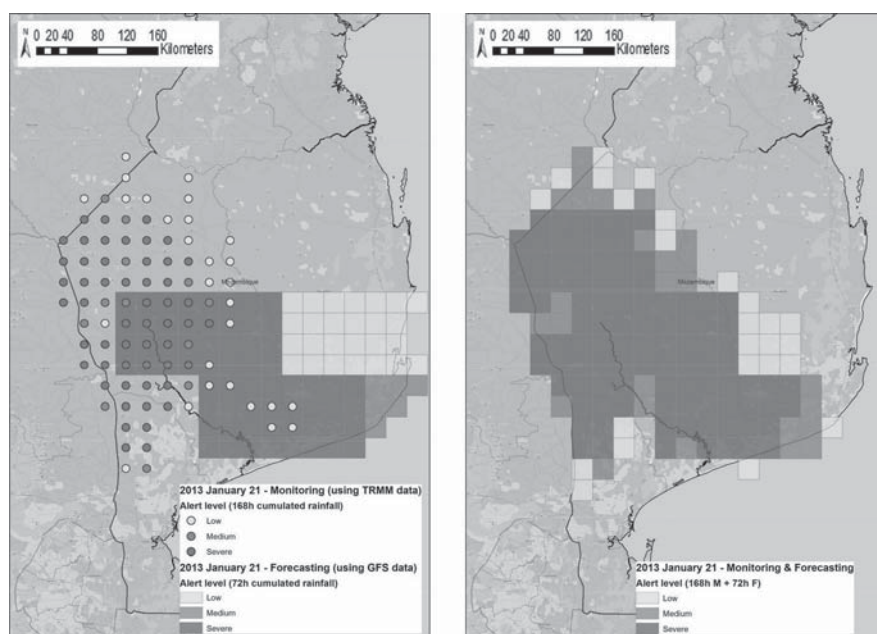 N
0 20 40 80 120 160
Kilometers
2013 January 21 - Monitoring (using TRMM data)
Alert level (168h cumulated rainfall)
Low
Medium
Severe
2013 January 21 - Forecasting (using GFS data)
Alert level (72h cumulated rainfall)
Low
Medium
Severe
Mozambique
N
0 20 40 80 120 160
Kilometers
Mozambique
2013 January 21 - Monitoring & Forecasting
Alert level (168h M + 72h F)
Low
Medium
Severe